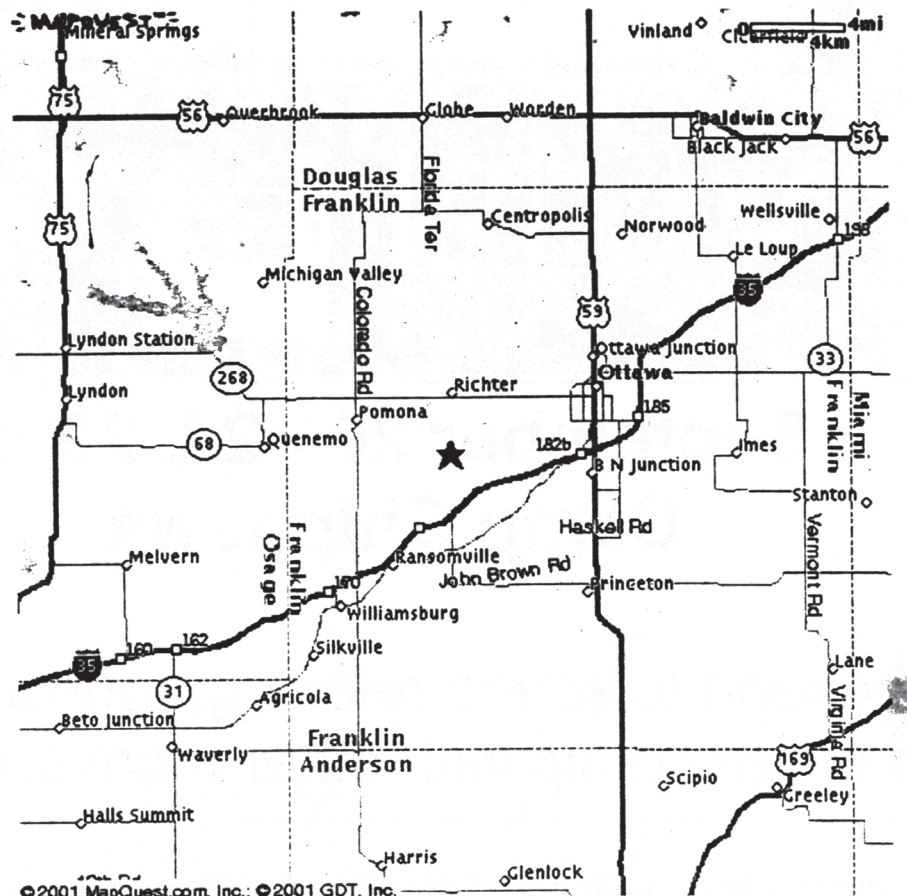 MAPQUEST
Mineral Springs
Vinland
Clearfield
0
4mi
4km
75
56
Overbrook
Globe
Worden
Baldwin City
Black Jack
56
Douglas
Franklin
Florida Ter
Centropolis
Norwood
Wellsville
75
Le Loup
Michigan Valley
35
Colorado Rd
59
Lyndon Station
Ottawa Junction
33
268
Ottawa
Richter
Lyndon
Pomona
185
Franklin
Miami
68
Quenemo
182b
Imes
B N Junction
Stanton
Haskell Rd
Vermont Rd
Osage
Franklin
Melvern
Ransomville
John Brown Rd
Princeton
170
Williamsburg
160
162
35
Silkville
Lane
31
Agricola
Virginia Rd
Beto Junction
Franklin
Anderson
Waverly
169
Scipio
Greeley
Halls Summit
Harris
Glenlock
©2001 MapQuest.com, Inc.; ©2001 GDT, Inc.